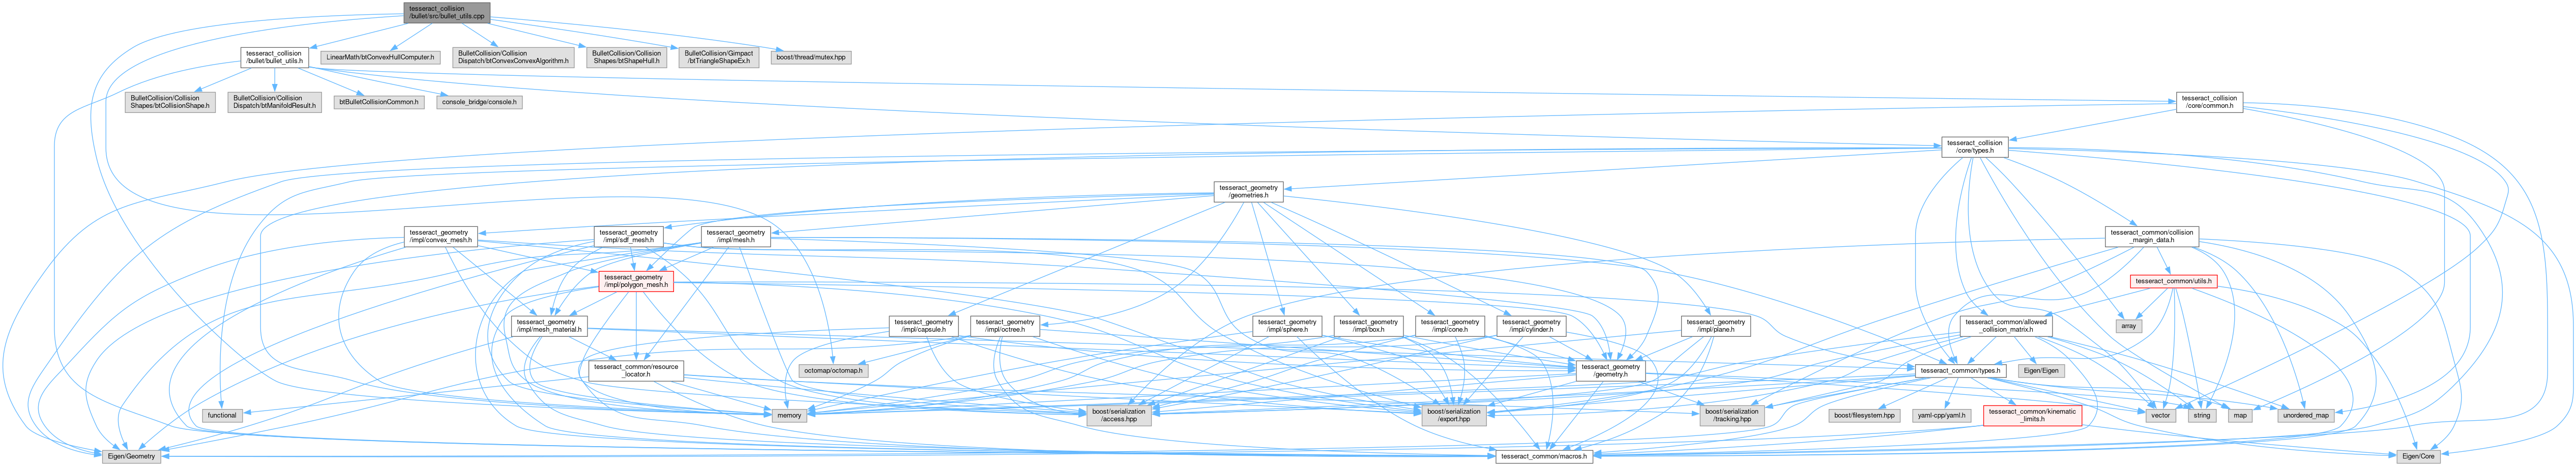 tesseract_collision
/bullet/src/bullet_utils.cpp
tesseract_collision
/bullet/bullet_utils.h
LinearMath/btConvexHullComputer.h
BulletCollision/Collision
Dispatch/btConvexConvexAlgorithm.h
BulletCollision/Collision
Shapes/btShapeHull.h
BulletCollision/Gimpact
/btTriangleShapeEx.h
boost/thread/mutex.hpp
BulletCollision/Collision
Shapes/btCollisionShape.h
BulletCollision/Collision
Dispatch/btManifoldResult.h
btBulletCollisionCommon.h
console_bridge/console.h
tesseract_collision
/core/common.h
tesseract_collision
/core/types.h
tesseract_geometry
/geometries.h
tesseract_geometry
/impl/convex_mesh.h
tesseract_geometry
/impl/sdf_mesh.h
tesseract_geometry
/impl/mesh.h
tesseract_common/collision
_margin_data.h
tesseract_geometry
/impl/polygon_mesh.h
tesseract_common/utils.h
tesseract_geometry
/impl/mesh_material.h
tesseract_geometry
/impl/capsule.h
tesseract_geometry
/impl/octree.h
tesseract_geometry
/impl/sphere.h
tesseract_geometry
/impl/box.h
tesseract_geometry
/impl/cone.h
tesseract_geometry
/impl/cylinder.h
tesseract_geometry
/impl/plane.h
tesseract_common/allowed
_collision_matrix.h
array
tesseract_common/resource
_locator.h
octomap/octomap.h
tesseract_geometry
/geometry.h
tesseract_common/types.h
Eigen/Eigen
functional
memory
boost/serialization
/access.hpp
boost/serialization
/export.hpp
boost/serialization
/tracking.hpp
boost/filesystem.hpp
yaml-cpp/yaml.h
tesseract_common/kinematic
_limits.h
vector
string
map
unordered_map
Eigen/Geometry
tesseract_common/macros.h
Eigen/Core